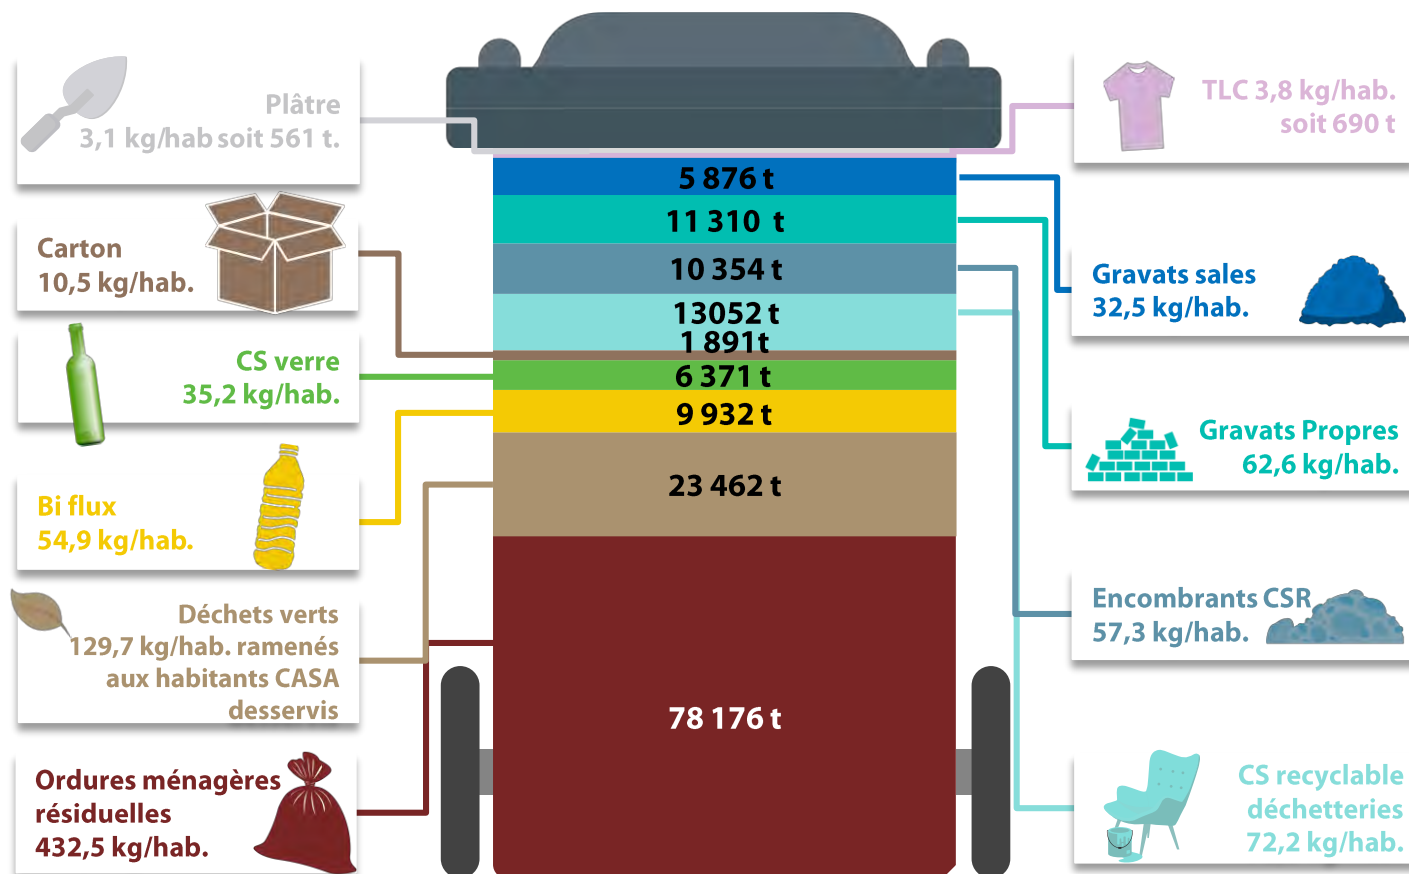 Plâtre
3,1 kg/hab soit 561 t.
Carton
10,5 kg/hab.
CS verre
35,2 kg/hab.
Bi flux
54,9 kg/hab.
Déchets verts
129,7 kg/hab. ramenés
aux habitants CASA
desservis
Ordures ménagères
résiduelles
432,5 kg/hab.
5 876 t
11 310 t
10 354 t
13052 t
1 891t
6 371 t
9 932 t
23 462 t
78 176 t
TLC 3,8 kg/hab.
soit 690 t
Gravats sales
32,5 kg/hab.
Gravats Propres
62,6 kg/hab.
Encombrants CSR
57,3 kg/hab.
CS recyclable
déchetteries
72,2 kg/hab.